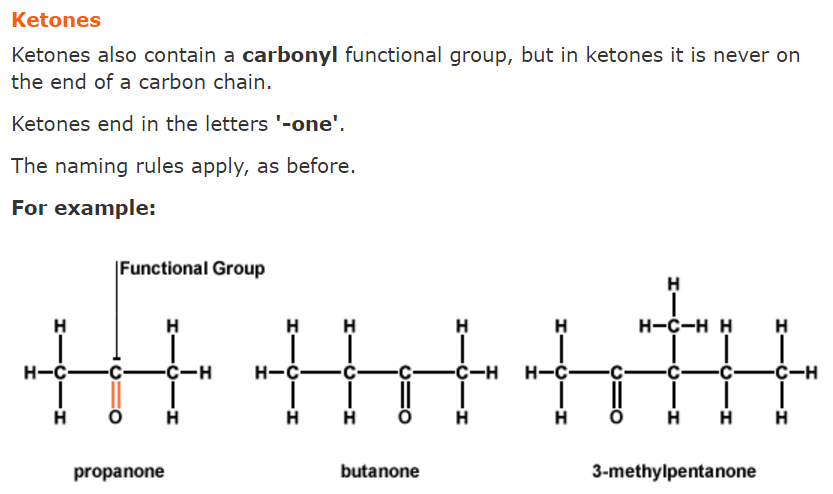 Ketones
Ketones also contain a carbonyl functional group, but in ketones it is never on
the end of a carbon chain.
Ketones end in the letters '-one'.
The naming rules apply, as before.
For example:
Functional Group
H
H H H H H H H-C-H H H
H-C-C-C-H H-C-C-C-C-H H-C-C-C-C-C-H
H O H H H O H H O H H H
propanone butanone 3-methylpentanone